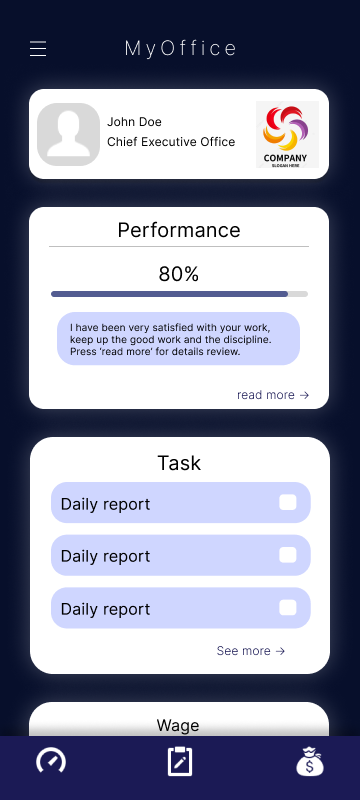 MyOffice
John Doe
Chief Executive Office
COMPANY
SLOGAN HERE
Performance
80%
I have been very satisfied with your work,
keep up the good work and the discipline.
Press ‘read more’ for details review.
read more →
Task
Daily report
Daily report
Daily report
See more →
Wage
$